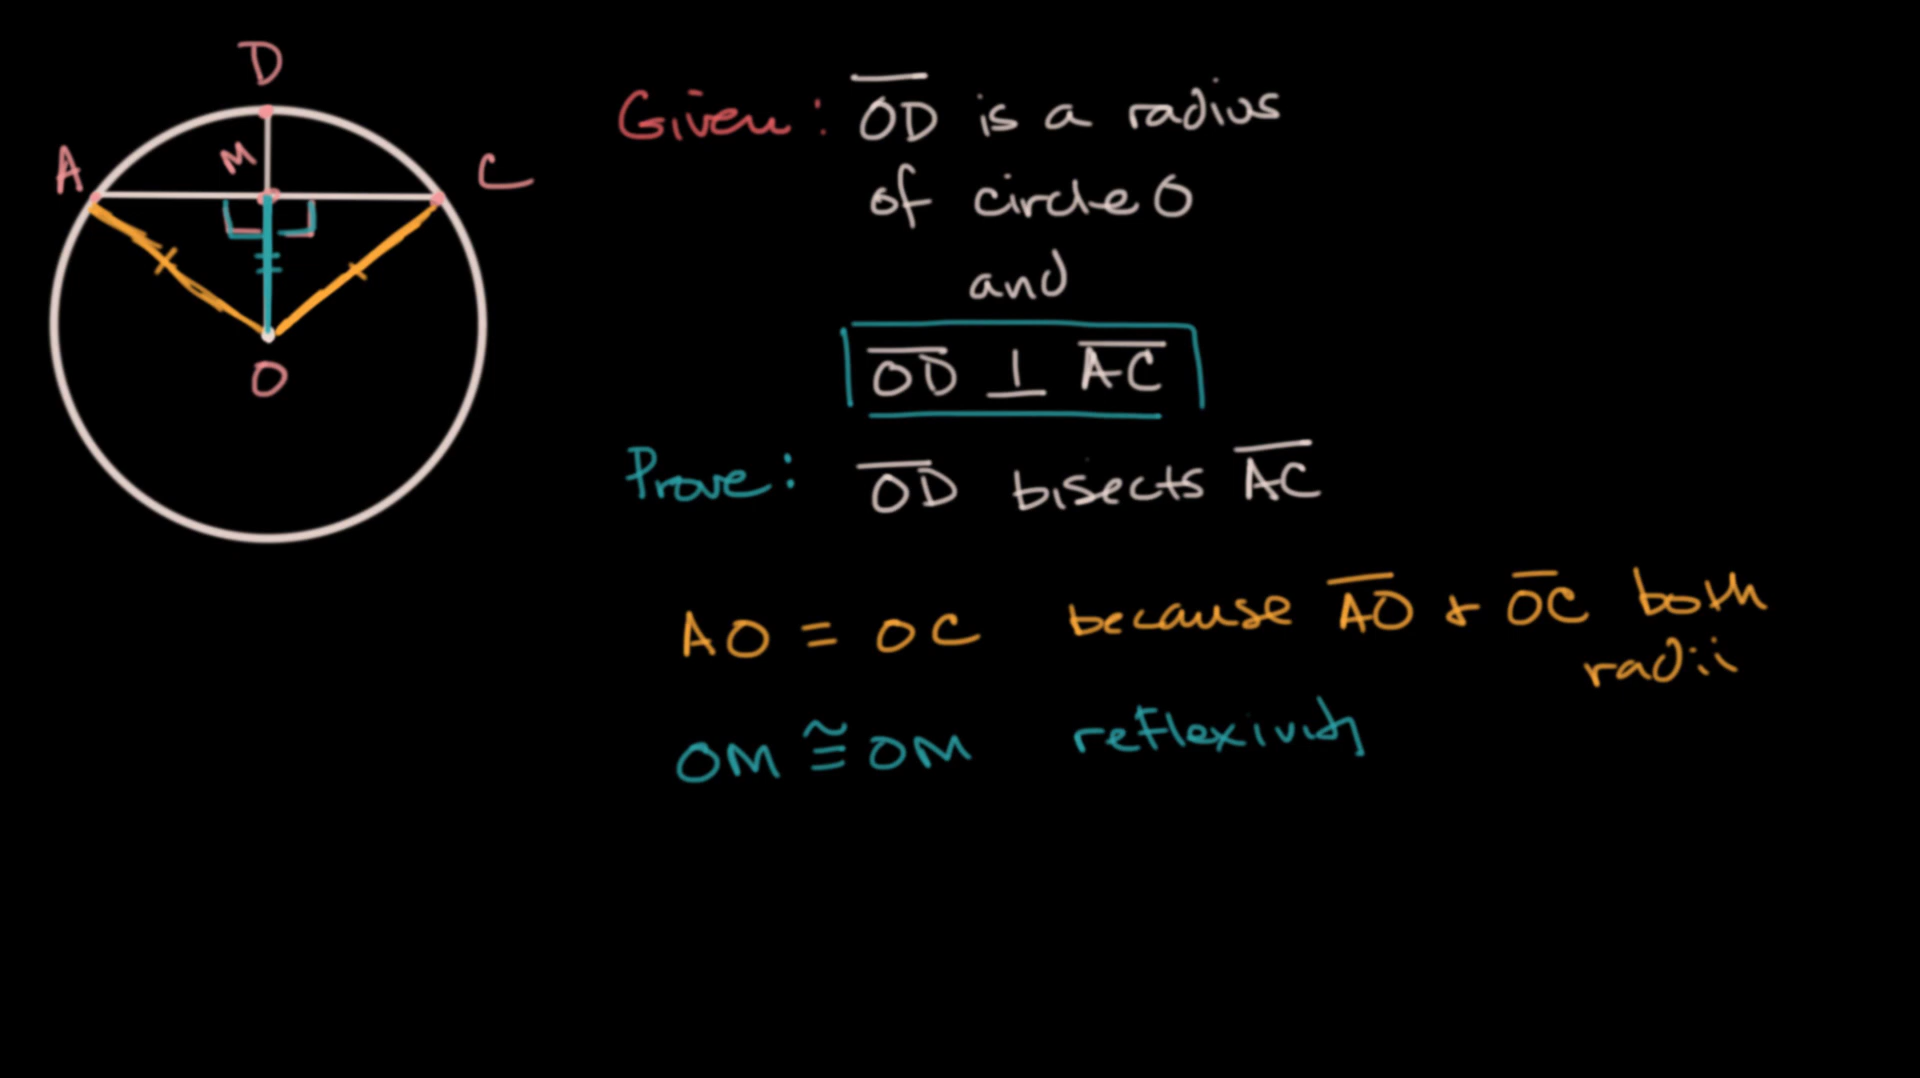 D
A
M
C
O
Given: OD is a radius
of circle O
and
OD ⊥ AC
Prove: OD bisects AC
AO = OC because AO + OC both
radii
OM ≅ OM reflexivity